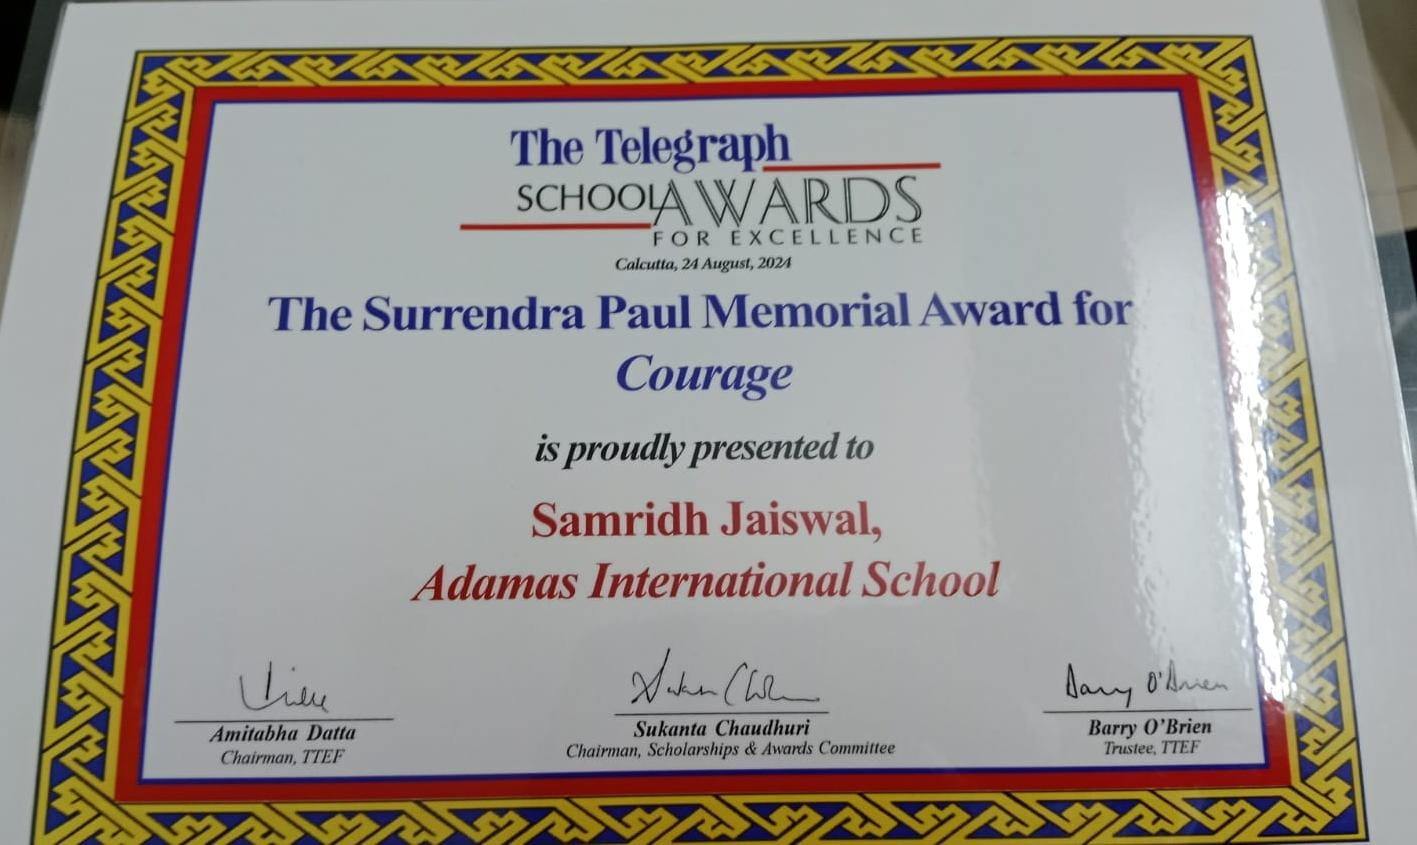 The Telegraph
SCHOOL AWARDS
FOR EXCELLENCE
Calcutta, 24 August, 2024
The Surrendra Paul Memorial Award for
Courage
is proudly presented to
Samridh Jaiswal,
Adamas International School
Amitabha Datta
Chairman, TTEF
Sukanta Chaudhuri
Chairman, Scholarships & Awards Committee
Barry O'Brien
Barry O'Brien
Trustee, TTEF